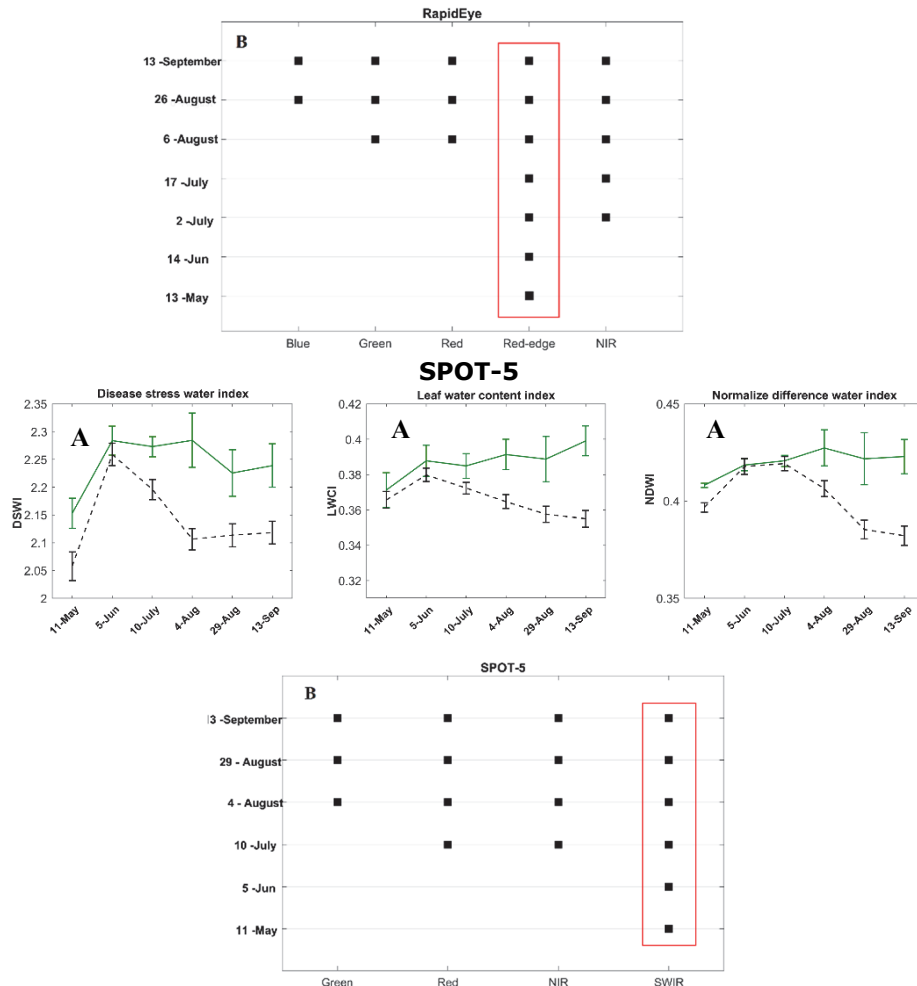 RapidEye
B
13 -September
26 -August
6 -August
17 -July
2 -July
14 -Jun
13 -May
Blue Green Red Red-edge NIR
SPOT-5
Disease stress water index
A
DSWI
2.35
2.3
2.25
2.2
2.15
2.1
2.05
2
11-May 5-Jun 10-July 4-Aug 29-Aug 13-Sep
Leaf water content index
A
LWCI
0.42
0.4
0.38
0.36
0.34
0.32
11-May 5-Jun 10-July 4-Aug 29-Aug 13-Sep
Normalize difference water index
A
NDWI
0.45
0.4
0.35
11-May 5-Jun 10-July 4-Aug 29-Aug 13-Sep
SPOT-5
B
13 -September
29 - August
4 - August
10 -July
5 -Jun
11 -May
Green Red NIR SWIR